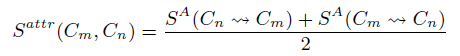 S^{attr}(C_m, C_n) = \frac{S^A(C_n \rightsquigarrow C_m) + S^A(C_m \rightsquigarrow C_n)}{2}